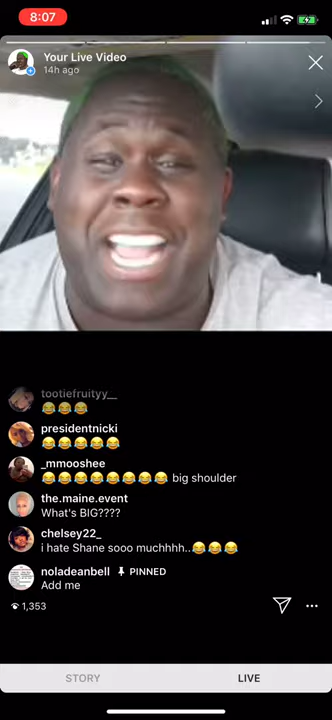 8:07
Your Live Video
14h ago
tootiefruityy__
😂😂😂
presidentnicki
😂😂😂😂😂
_mmooshee
😂😂😂😂😂😂😂😂 big shoulder
the.maine.event
What's BIG????
chelsey22_
i hate Shane sooo muchhhh..😂😂😂
noladeanbell PINNED
Add me
1,353
STORY LIVE